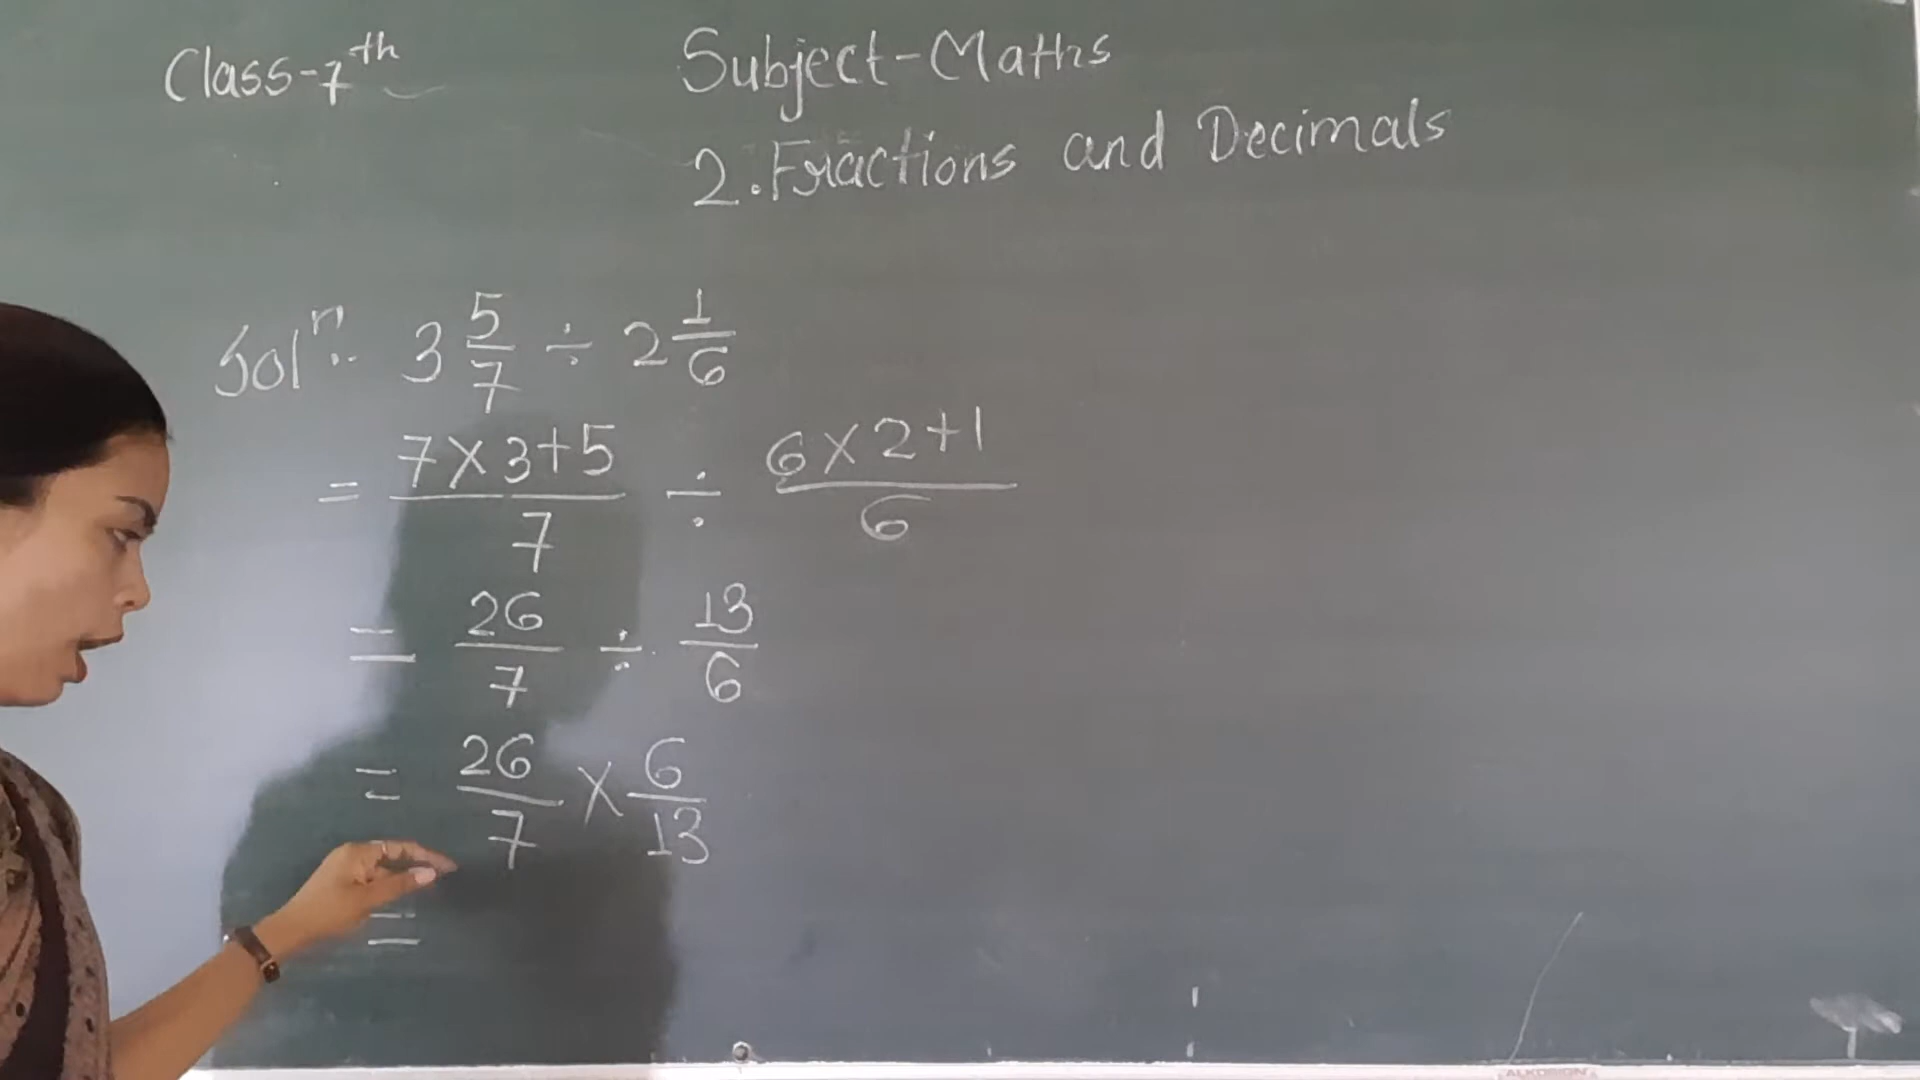 Class-7th
Subject-Maths
2. Fractions and Decimals
Solⁿ:- 3 5/7 ÷ 2 1/6
= (7×3+5)/7 ÷ (6×2+1)/6
= 26/7 ÷ 13/6
= 26/7 × 6/13
=